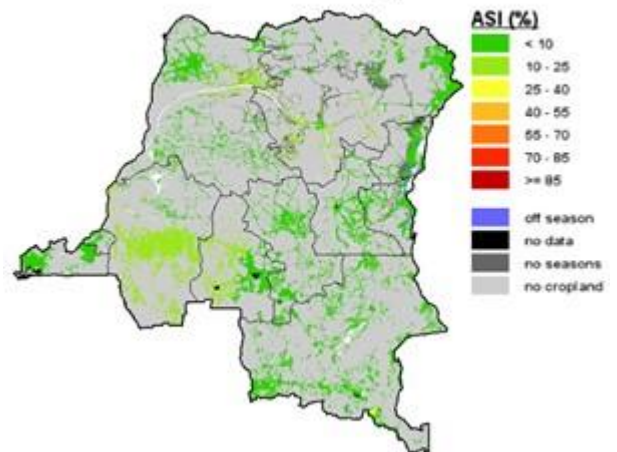 ASI (%)
< 10
10 - 25
25 - 40
40 - 55
55 - 70
70 - 85
>= 85
off season
no data
no seasons
no cropland